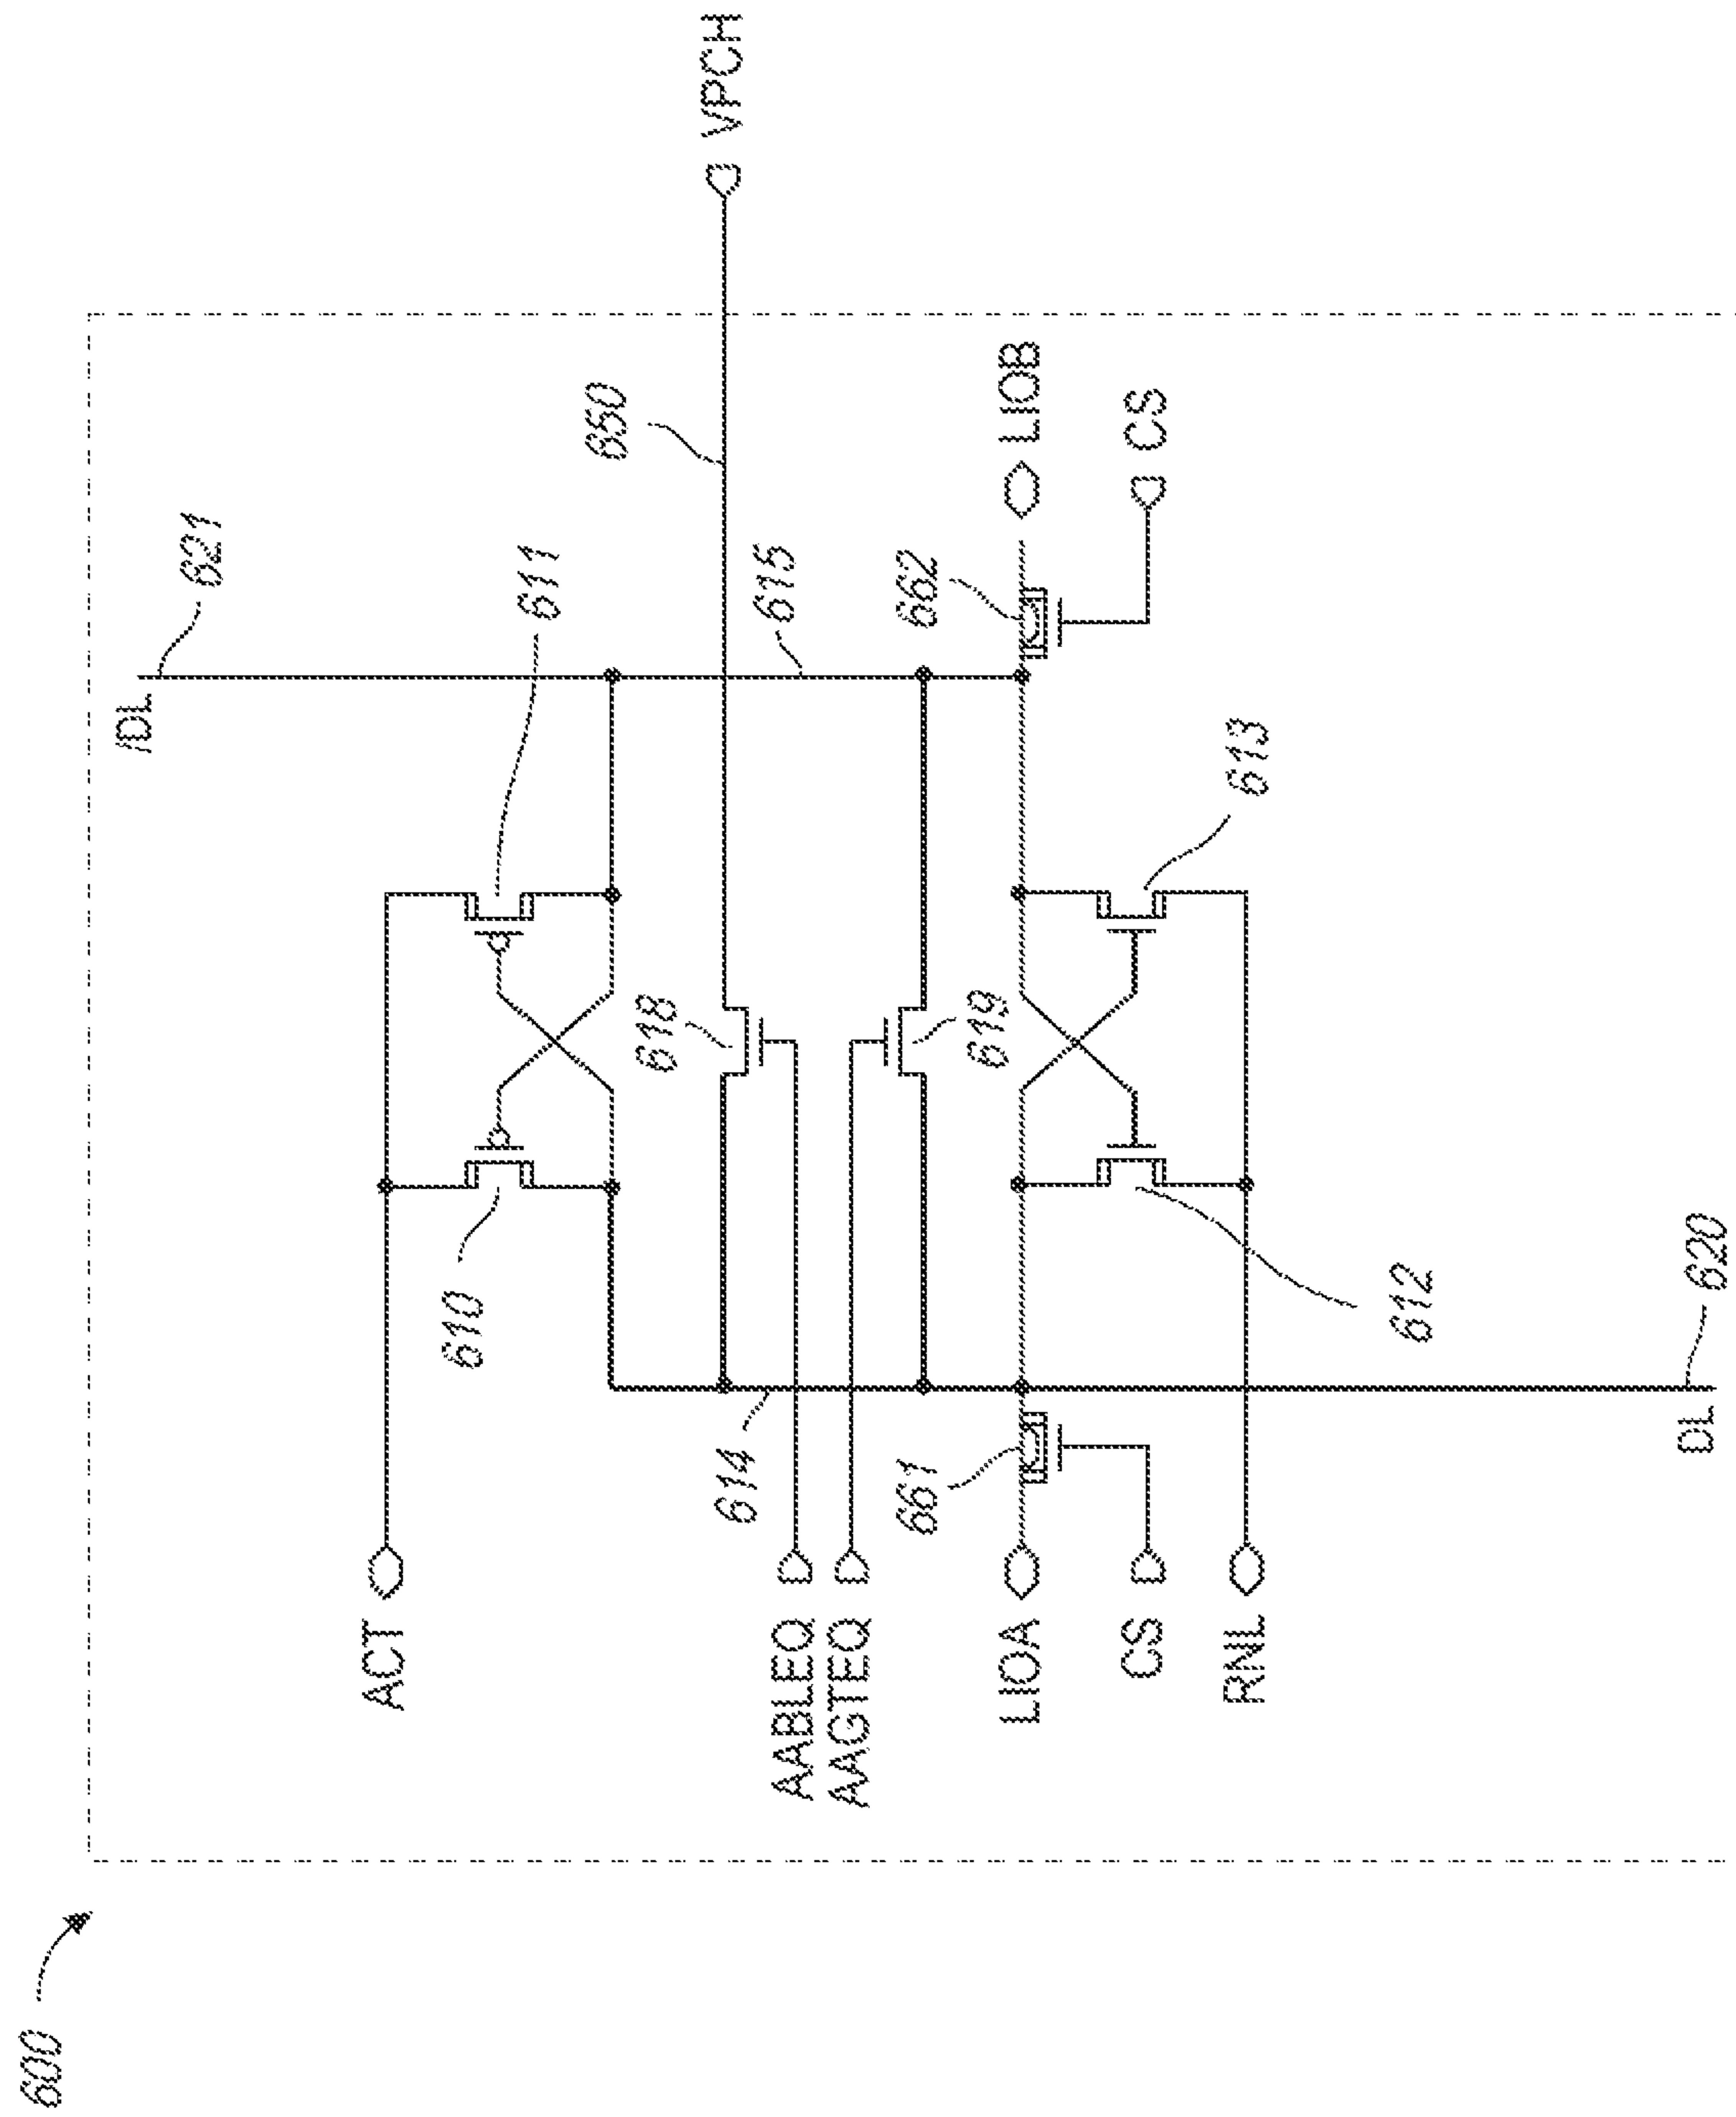 600
/DL
621
611
ACT
610
650
VPCH
618
615
614
AABLEQ
AAGTEQ
619
662
LIOB
661
LIOA
CS
CS
613
612
RNL
DL
620